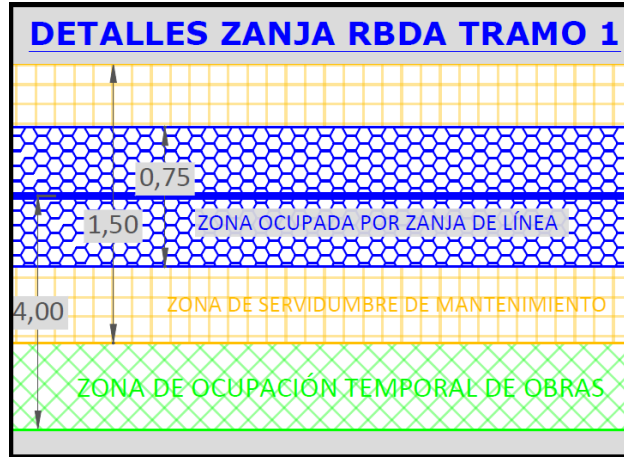 DETALLES ZANJA RBDA TRAMO 1
0,75
1,50
ZONA OCUPADA POR ZANJA DE LÍNEA
4,00
ZONA DE SERVIDUMBRE DE MANTENIMIENTO
ZONA DE OCUPACIÓN TEMPORAL DE OBRAS